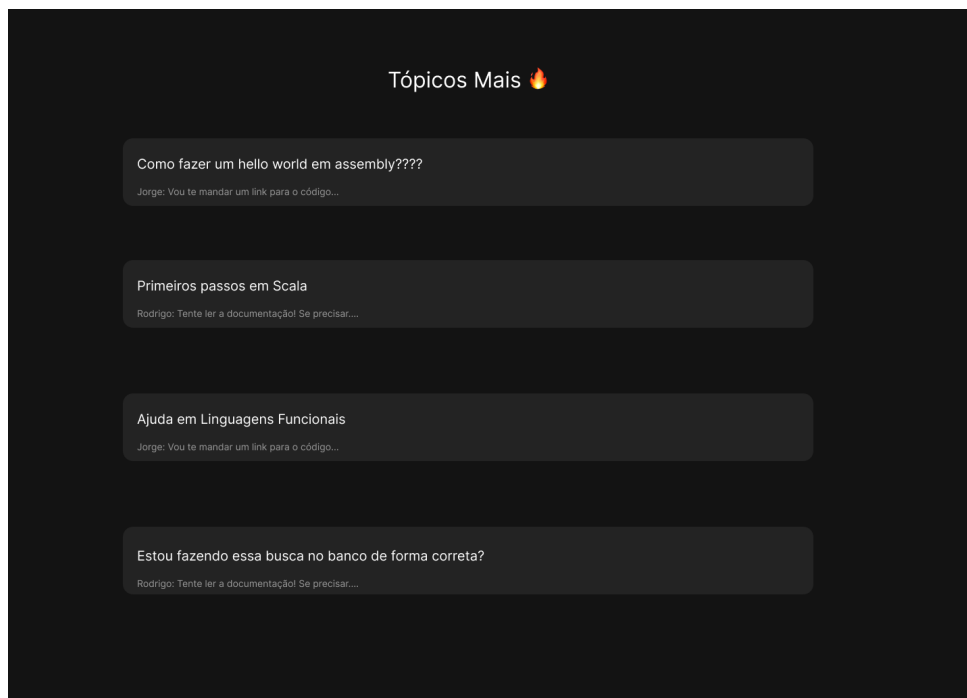 Tópicos Mais 🔥
Como fazer um hello world em assembly????
Jorge: Vou te mandar um link para o código...
Primeiros passos em Scala
Rodrigo: Tente ler a documentação! Se precisar....
Ajuda em Linguagens Funcionais
Jorge: Vou te mandar um link para o código...
Estou fazendo essa busca no banco de forma correta?
Rodrigo: Tente ler a documentação! Se precisar....